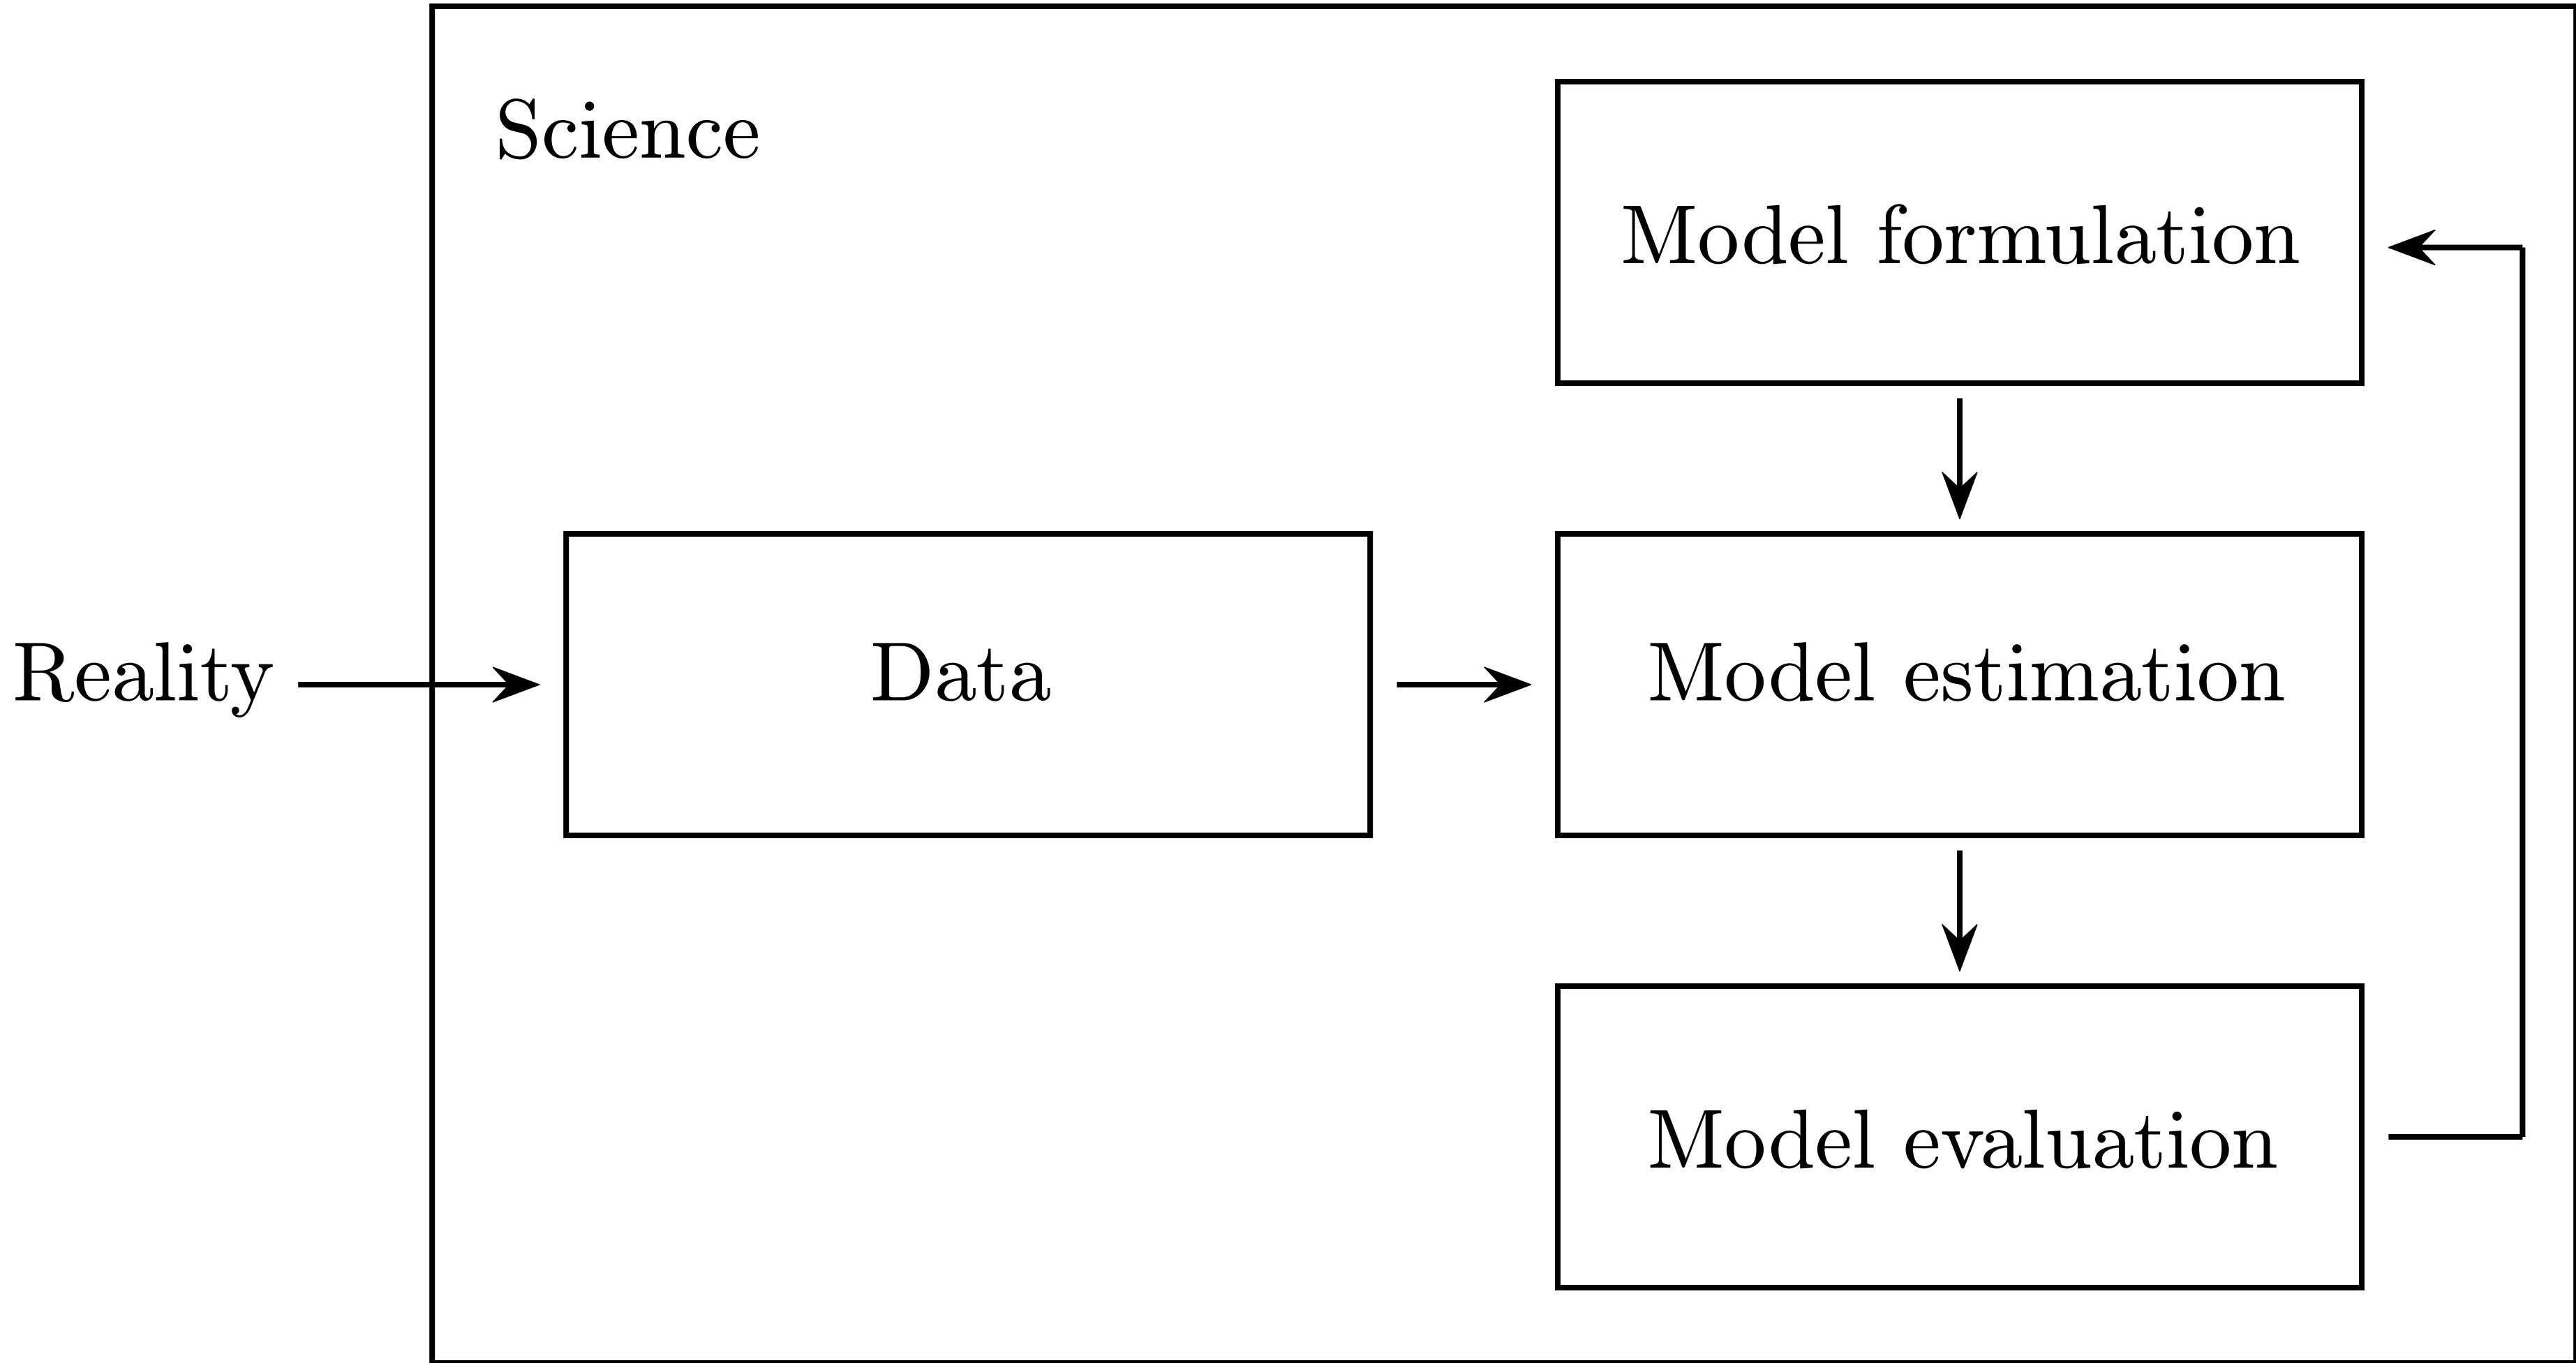 Science
Model formulation
Reality
Data
Model estimation
Model evaluation